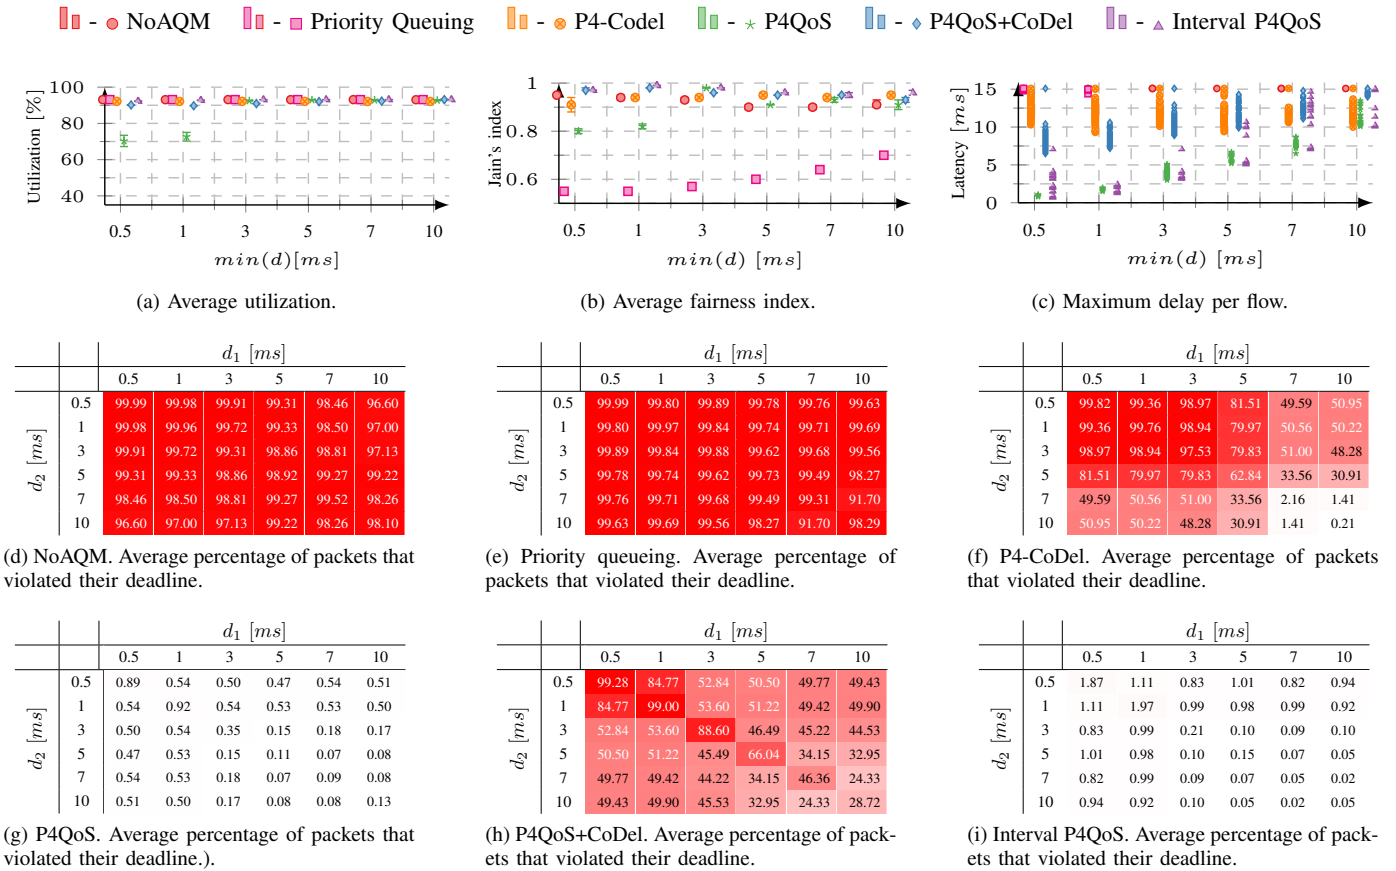 - NoAQM - Priority Queuing - P4-Codel - P4QoS - P4QoS+CoDel - Interval P4QoS
Utilization [%]
100
80
60
40
0.5 1 3 5 7 10
min(d)[ms]
(a) Average utilization.
Jain's index
1
0.8
0.6
0.5 1 3 5 7 10
min(d) [ms]
(b) Average fairness index.
Latency [ms]
15
10
5
0
0.5 1 3 5 7 10
min(d) [ms]
(c) Maximum delay per flow.
d1 [ms]
0.5 1 3 5 7 10
d2 [ms]
0.5 99.99 99.98 99.91 99.31 98.46 96.60
1 99.98 99.96 99.72 99.33 98.50 97.00
3 99.91 99.72 99.31 98.86 98.81 97.13
5 99.31 99.33 98.86 98.92 99.27 99.22
7 98.46 98.50 98.81 99.27 99.52 98.26
10 96.60 97.00 97.13 99.22 98.26 98.10
(d) NoAQM. Average percentage of packets that
violated their deadline.
d1 [ms]
0.5 1 3 5 7 10
0.5 99.99 99.80 99.89 99.78 99.76 99.63
1 99.80 99.97 99.84 99.74 99.71 99.69
3 99.89 99.84 99.88 99.62 99.68 99.56
d2 [ms]
5 99.78 99.74 99.62 99.73 99.49 98.27
7 99.76 99.71 99.68 99.49 99.31 91.70
10 99.63 99.69 99.56 98.27 91.70 98.29
(e) Priority queueing. Average percentage of
packets that violated their deadline.
d1 [ms]
0.5 1 3 5 7 10
0.5 99.82 99.36 98.97 81.51 49.59 50.95
1 99.36 99.76 98.94 79.97 50.56 50.22
3 98.97 98.94 97.53 79.83 51.00 48.28
d2 [ms]
5 81.51 79.97 79.83 62.84 33.56 30.91
7 49.59 50.56 51.00 33.56 2.16 1.41
10 50.95 50.22 48.28 30.91 1.41 0.21
(f) P4-CoDel. Average percentage of packets
that violated their deadline.
d1 [ms]
0.5 1 3 5 7 10
0.5 0.89 0.54 0.50 0.47 0.54 0.51
1 0.54 0.92 0.54 0.53 0.53 0.50
3 0.50 0.54 0.35 0.15 0.18 0.17
d2 [ms]
5 0.47 0.53 0.15 0.11 0.07 0.08
7 0.54 0.53 0.18 0.07 0.09 0.08
10 0.51 0.50 0.17 0.08 0.08 0.13
(g) P4QoS. Average percentage of packets that
violated their deadline.).
d1 [ms]
0.5 1 3 5 7 10
0.5 99.28 84.77 52.84 50.50 49.77 49.43
1 84.77 99.00 53.60 51.22 49.42 49.90
3 52.84 53.60 88.60 46.49 45.22 44.53
d2 [ms]
5 50.50 51.22 45.49 66.04 34.15 32.95
7 49.77 49.42 44.22 34.15 46.36 24.33
10 49.43 49.90 45.53 32.95 24.33 28.72
(h) P4QoS+CoDel. Average percentage of pack-
ets that violated their deadline.
d1 [ms]
0.5 1 3 5 7 10
0.5 1.87 1.11 0.83 1.01 0.82 0.94
1 1.11 1.97 0.99 0.98 0.99 0.92
3 0.83 0.99 0.21 0.10 0.09 0.10
d2 [ms]
5 1.01 0.98 0.10 0.15 0.07 0.05
7 0.82 0.99 0.09 0.07 0.05 0.02
10 0.94 0.92 0.10 0.05 0.02 0.05
(i) Interval P4QoS. Average percentage of pack-
ets that violated their deadline.